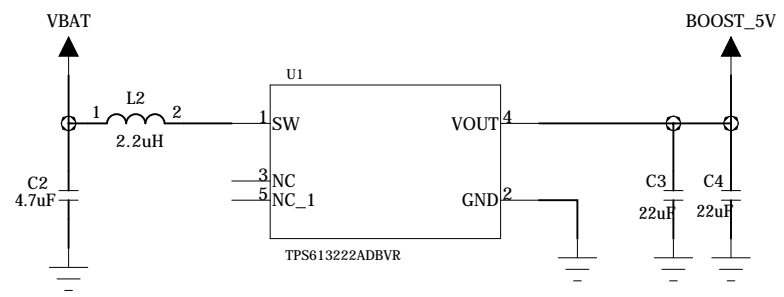 VBAT
BOOST_5V
U1
L2
1
2
2.2uH
1
SW
VOUT
4
3
NC
5
NC_1
GND
2
C2
4.7uF
C3
22uF
C4
22uF
TPS613222ADBVR